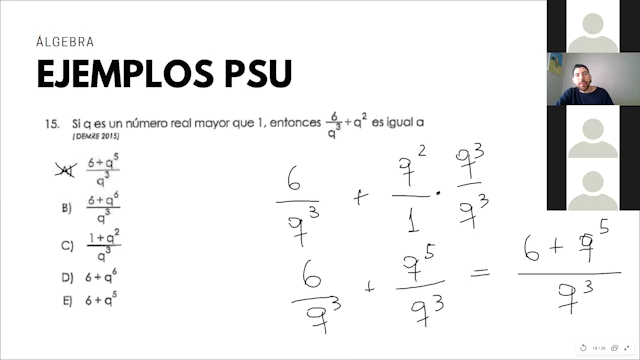 ÁLGEBRA
EJEMPLOS PSU
15. Si q es un número real mayor que 1, entonces 6/q³ + q² es igual a
(DEMRE 2015)
A) (6 + q⁵)/q³
B) (6 + q⁶)/q³
C) (1 + q²)/q³
D) 6 + q⁶
E) 6 + q⁵
6/q³ + q²/1 · q³/q³
6/q³ + q⁵/q³ = (6 + q⁵)/q³